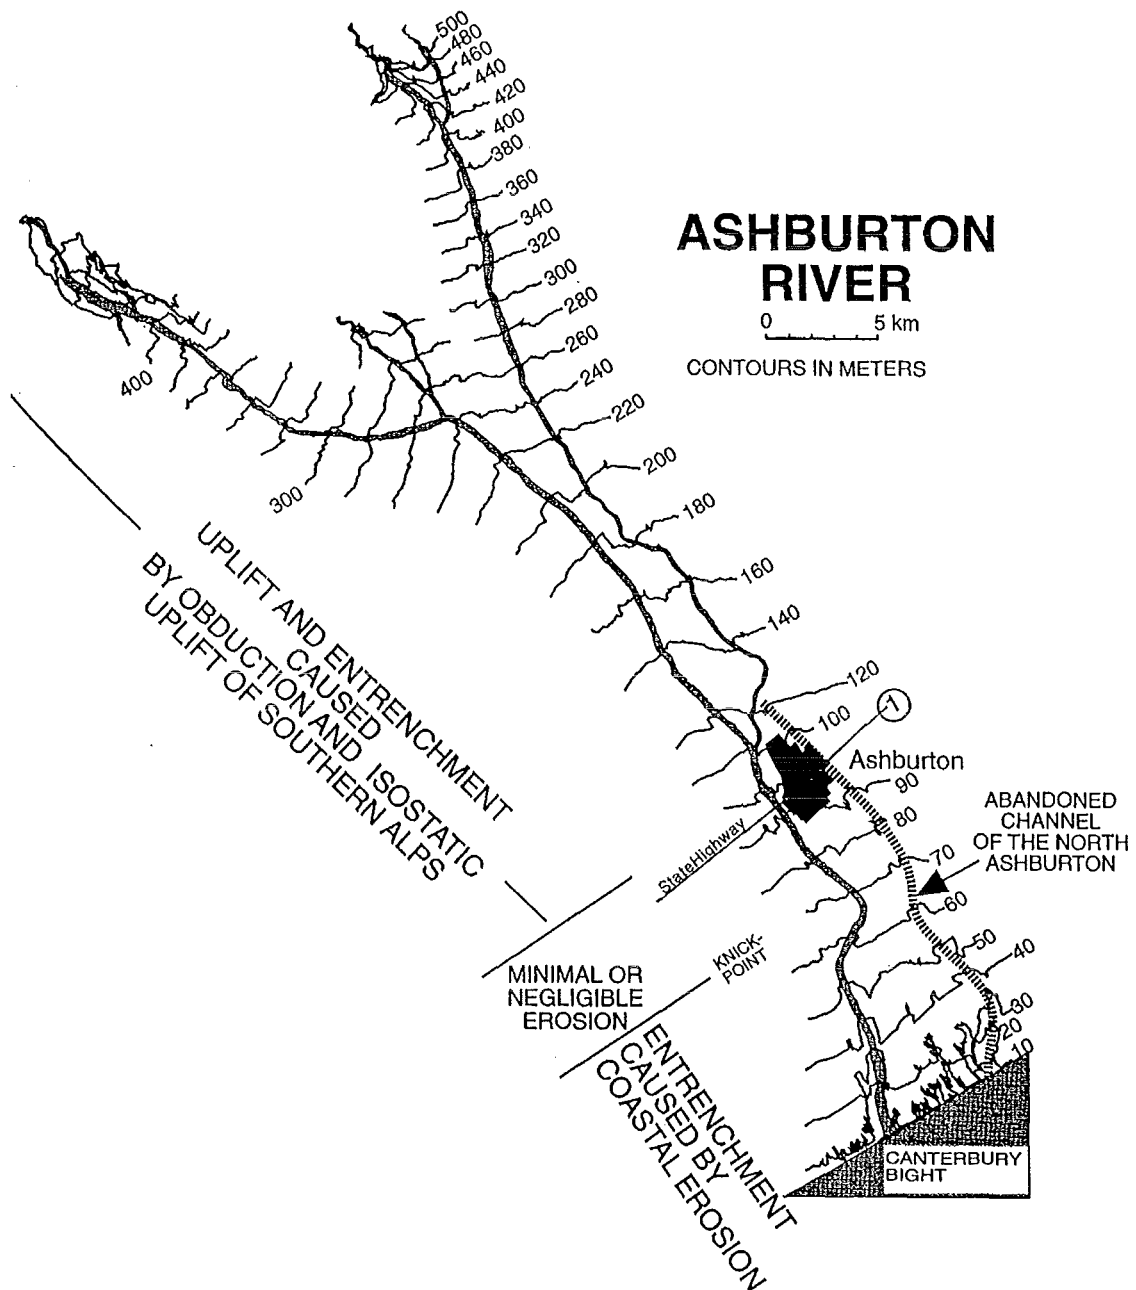 500
480
460
440
420
400
380
360
340
320
300
280
260
240
220
200
180
160
140
120
100
1
Ashburton
90
80
70
60
50
40
30
20
10
400
300
ASHBURTON
RIVER
0 5 km
CONTOURS IN METERS
UPLIFT AND ENTRENCHMENT
CAUSED
BY OBDUCTION AND ISOSTATIC
UPLIFT OF SOUTHERN ALPS
StateHighway
ABANDONED
CHANNEL
OF THE NORTH
ASHBURTON
KNICK-
POINT
MINIMAL OR
NEGLIGIBLE
EROSION
ENTRENCHMENT
CAUSED BY
COASTAL EROSION
CANTERBURY
BIGHT